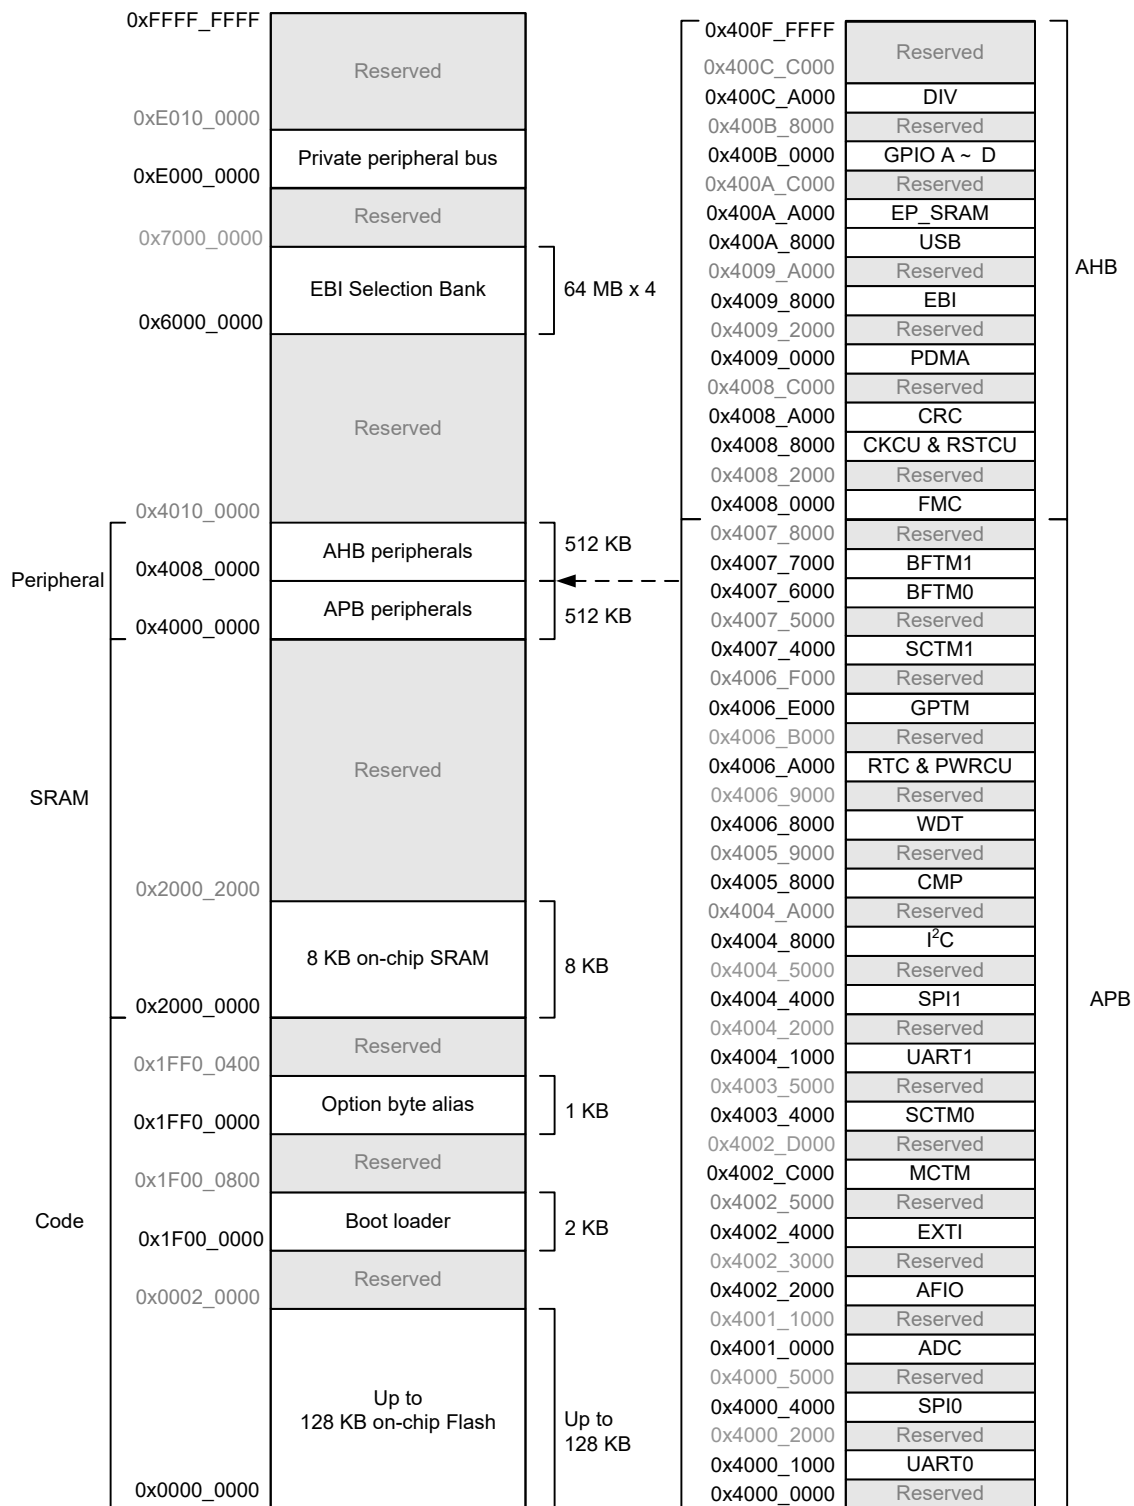 0xFFFF_FFFF
Reserved
0xE010_0000
Private peripheral bus
0xE000_0000
Reserved
0x7000_0000
EBI Selection Bank
64 MB x 4
0x6000_0000
Reserved
0x4010_0000
AHB peripherals
512 KB
Peripheral
0x4008_0000
APB peripherals
512 KB
0x4000_0000
Reserved
SRAM
0x2000_2000
8 KB on-chip SRAM
8 KB
0x2000_0000
Reserved
0x1FF0_0400
Option byte alias
1 KB
0x1FF0_0000
Reserved
0x1F00_0800
Code
Boot loader
2 KB
0x1F00_0000
Reserved
0x0002_0000
Up to
128 KB on-chip Flash
Up to
128 KB
0x0000_0000
0x400F_FFFF
Reserved
0x400C_C000
0x400C_A000 DIV
0x400B_8000 Reserved
0x400B_0000 GPIO A ~ D
0x400A_C000 Reserved
0x400A_A000 EP_SRAM
0x400A_8000 USB
0x4009_A000 Reserved
AHB
0x4009_8000 EBI
0x4009_2000 Reserved
0x4009_0000 PDMA
0x4008_C000 Reserved
0x4008_A000 CRC
0x4008_8000 CKCU & RSTCU
0x4008_2000 Reserved
0x4008_0000 FMC
0x4007_8000 Reserved
0x4007_7000 BFTM1
0x4007_6000 BFTM0
0x4007_5000 Reserved
0x4007_4000 SCTM1
0x4006_F000 Reserved
0x4006_E000 GPTM
0x4006_B000 Reserved
0x4006_A000 RTC & PWRCU
0x4006_9000 Reserved
0x4006_8000 WDT
0x4005_9000 Reserved
0x4005_8000 CMP
0x4004_A000 Reserved
0x4004_8000 I²C
0x4004_5000 Reserved
0x4004_4000 SPI1
APB
0x4004_2000 Reserved
0x4004_1000 UART1
0x4003_5000 Reserved
0x4003_4000 SCTM0
0x4002_D000 Reserved
0x4002_C000 MCTM
0x4002_5000 Reserved
0x4002_4000 EXTI
0x4002_3000 Reserved
0x4002_2000 AFIO
0x4001_1000 Reserved
0x4001_0000 ADC
0x4000_5000 Reserved
0x4000_4000 SPI0
0x4000_2000 Reserved
0x4000_1000 UART0
0x4000_0000 Reserved